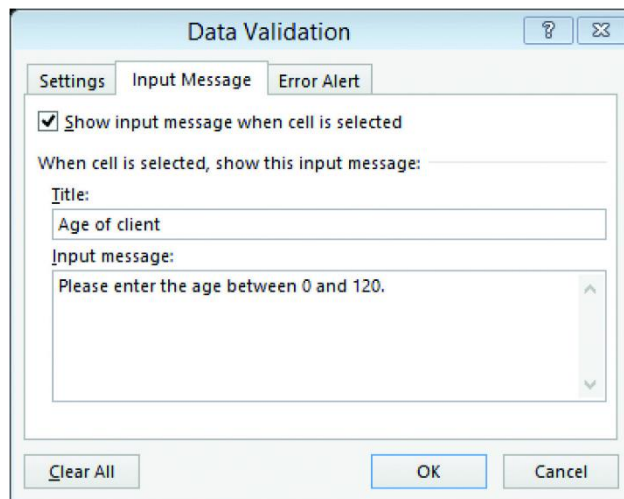 Data Validation
Settings Input Message Error Alert
Show input message when cell is selected
When cell is selected, show this input message:
Title:
Age of client
Input message:
Please enter the age between 0 and 120.
Clear All OK Cancel